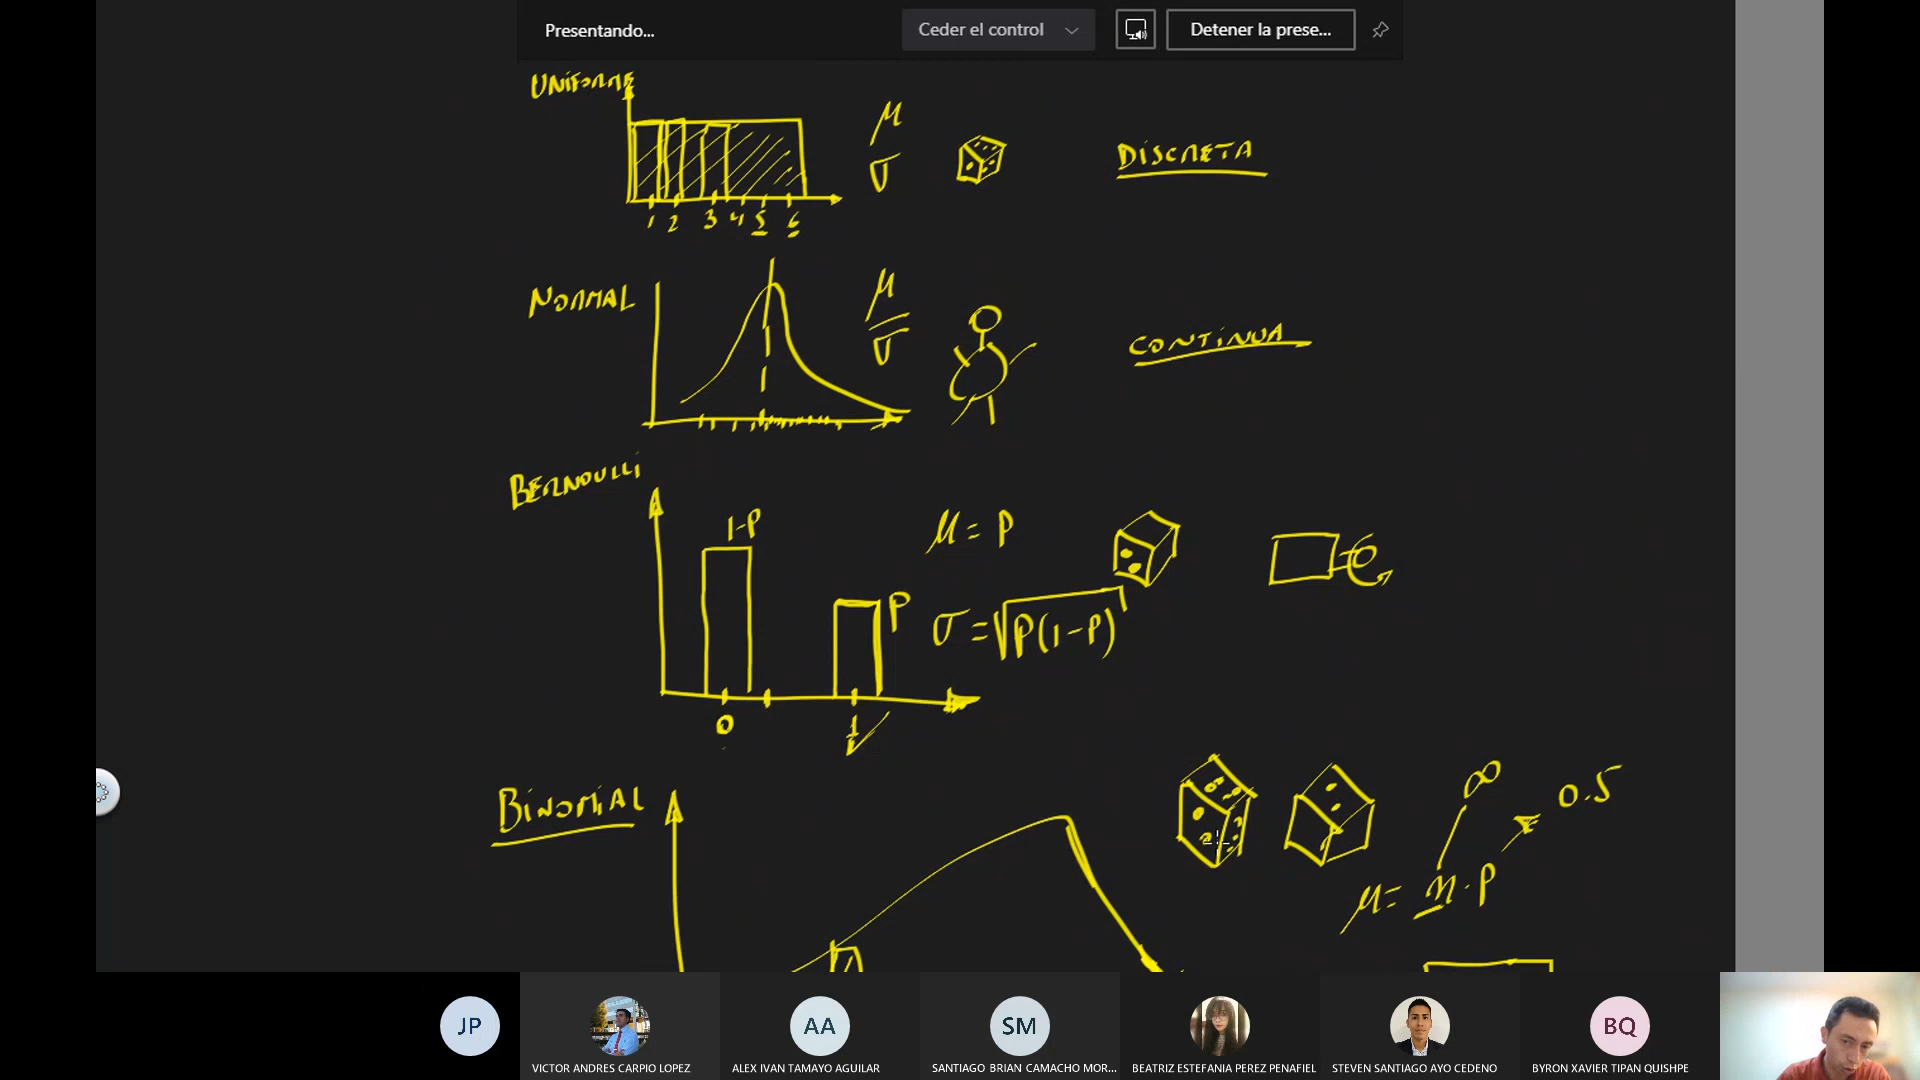 Presentando...
Ceder el control
Detener la prese...
UNIFORME
μ
σ
DISCRETA
1 2 3 4 5 6
NORMAL
μ
σ
CONTINUA
BERNOULLI
1-P
μ = P
P
σ = √P(1-P)
0 1
BINOMIAL
∞
0.5
μ = n · P
JP
AA
SM
BQ
VICTOR ANDRES CARPIO LOPEZ
ALEX IVAN TAMAYO AGUILAR
SANTIAGO BRIAN CAMACHO MOR...
BEATRIZ ESTEFANIA PEREZ PENAFIEL
STEVEN SANTIAGO AYO CEDENO
BYRON XAVIER TIPAN QUISHPE